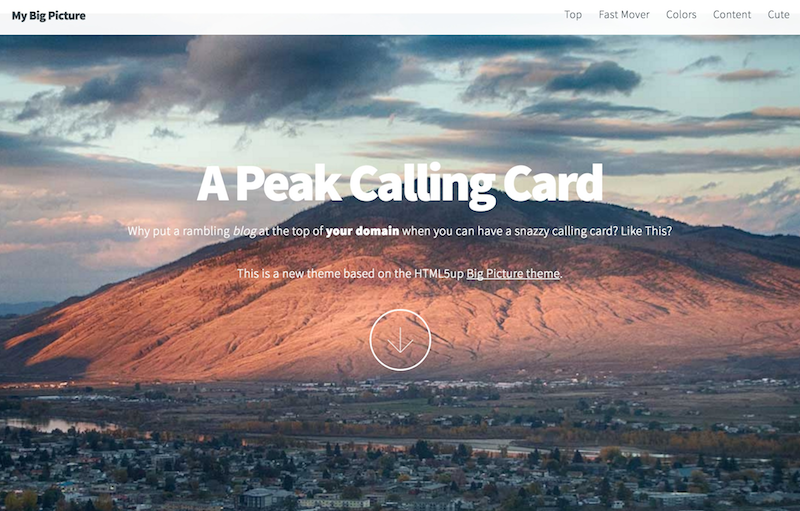 My Big Picture
Top Fast Mover Colors Content Cute
A Peak Calling Card
Why put a rambling blog at the top of your domain when you can have a snazzy calling card? Like This?
This is a new theme based on the HTML5up Big Picture theme.